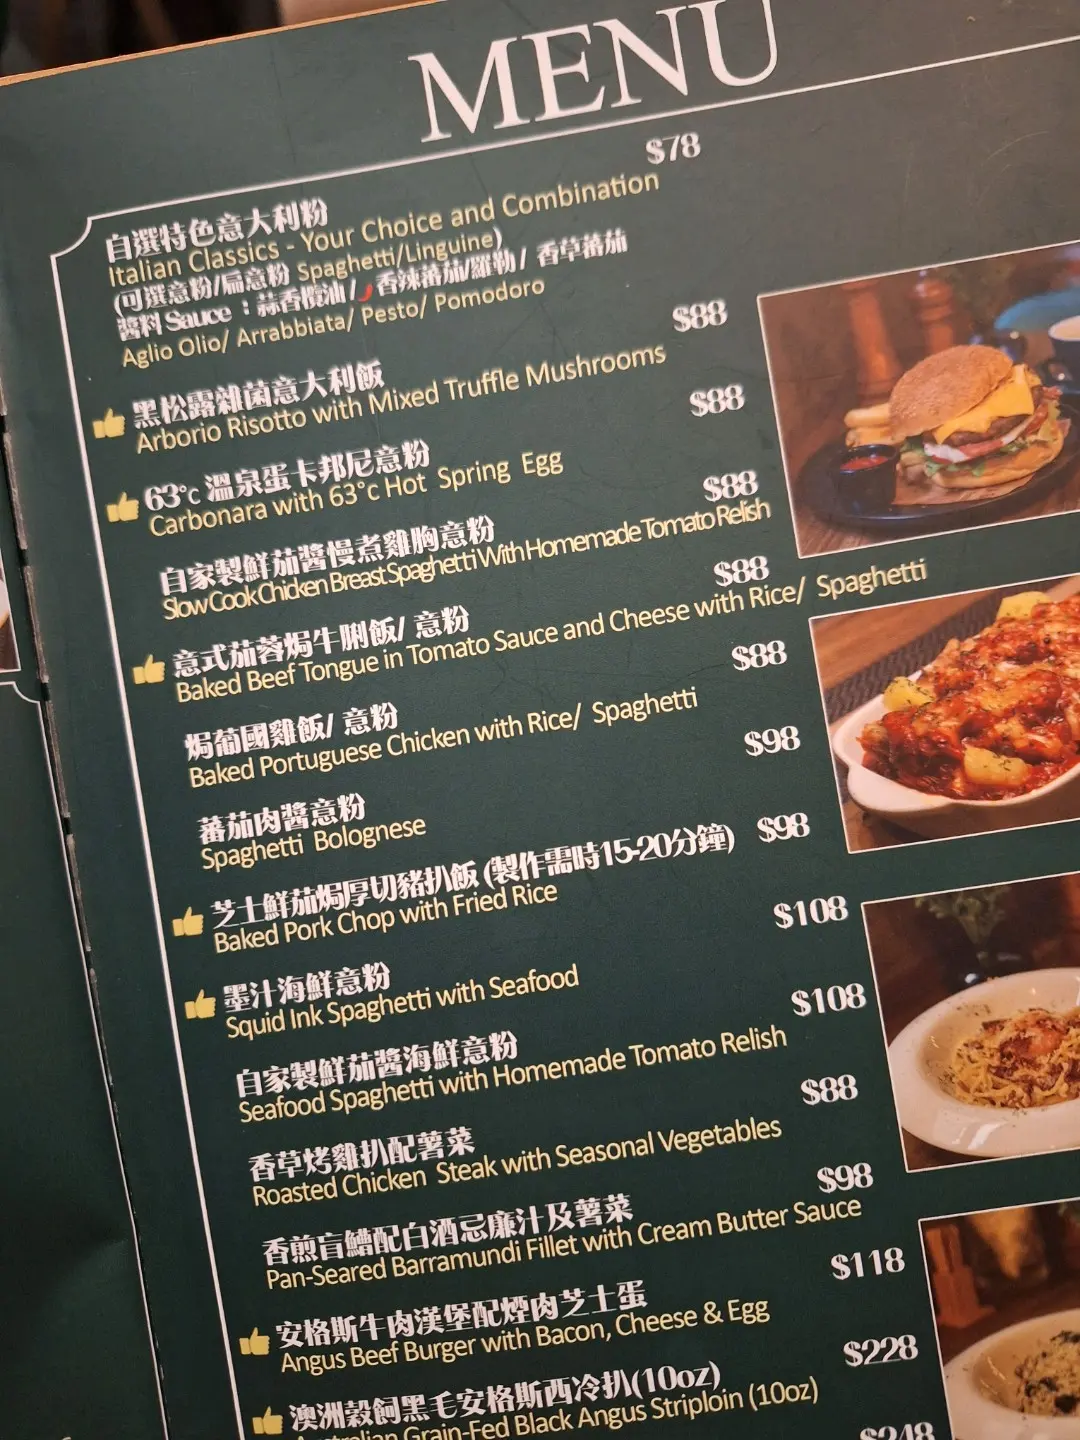 MENU
$78
自選特色意大利粉
Italian Classics - Your Choice and Combination
(可選意粉/扁意粉 Spaghetti/Linguine)
醬料 Sauce ：蒜香欖油/ 香辣蕃茄/羅勒/ 香草蕃茄
Aglio Olio/ Arrabbiata/ Pesto/ Pomodoro
$88
黑松露雜菌意大利飯
Arborio Risotto with Mixed Truffle Mushrooms
$88
63°c 溫泉蛋卡邦尼意粉
Carbonara with 63°c Hot Spring Egg
$88
自家製鮮茄醬慢煮雞胸意粉
Slow Cook Chicken Breast Spaghetti With Homemade Tomato Relish
$88
意式茄蓉焗牛脷飯/ 意粉
Baked Beef Tongue in Tomato Sauce and Cheese with Rice/ Spaghetti
$88
焗葡國雞飯/ 意粉
Baked Portuguese Chicken with Rice/ Spaghetti
$98
蕃茄肉醬意粉
Spaghetti Bolognese
$98
芝士鮮茄焗厚切豬扒飯 (製作需時15-20分鐘)
Baked Pork Chop with Fried Rice
$108
墨汁海鮮意粉
Squid Ink Spaghetti with Seafood
$108
自家製鮮茄醬海鮮意粉
Seafood Spaghetti with Homemade Tomato Relish
$88
香草烤雞扒配薯菜
Roasted Chicken Steak with Seasonal Vegetables
$98
香煎盲鰽配白酒忌廉汁及薯菜
Pan-Seared Barramundi Fillet with Cream Butter Sauce
$118
安格斯牛肉漢堡配煙肉芝士蛋
Angus Beef Burger with Bacon, Cheese & Egg
$228
澳洲穀飼黑毛安格斯西冷扒(10oz)
Australian Grain-Fed Black Angus Striploin (10oz)
$248